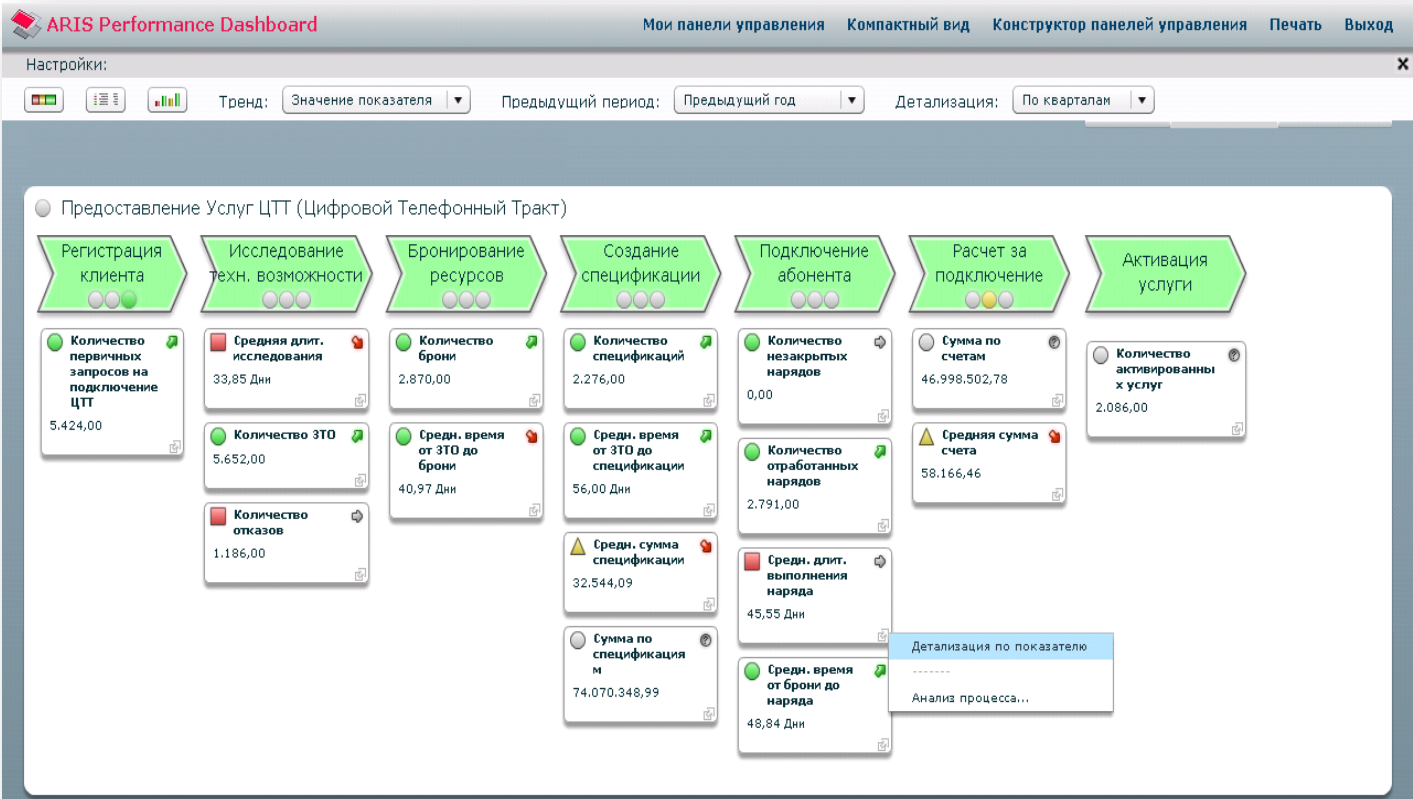 ARIS Performance Dashboard
Мои панели управления
Компактный вид
Конструктор панелей управления
Печать
Выход
Настройки:
Тренд:
Значение показателя
Предыдущий период:
Предыдущий год
Детализация:
По кварталам
Предоставление Услуг ЦТТ (Цифровой Телефонный Тракт)
Регистрация
клиента
Исследование
техн. возможности
Бронирование
ресурсов
Создание
спецификации
Подключение
абонента
Расчет за
подключение
Активация
услуги
Количество
первичных
запросов на
подключение
ЦТТ
5.424,00
Средняя длит.
исследования
33,85 Дни
Количество ЗТО
5.652,00
Количество
отказов
1.186,00
Количество
брони
2.870,00
Средн. время
от ЗТО до
брони
40,97 Дни
Количество
спецификаций
2.276,00
Средн. время
от ЗТО до
спецификации
56,00 Дни
Средн. сумма
спецификации
32.544,09
Сумма по
спецификация
м
74.070.348,99
Количество
незакрытых
нарядов
0,00
Количество
отработанных
нарядов
2.791,00
Средн. длит.
выполнения
наряда
45,55 Дни
Средн. время
от брони до
наряда
48,84 Дни
Сумма по
счетам
46.998.502,78
Средняя сумма
счета
58.166,46
Количество
активированны
х услуг
2.086,00
Детализация по показателю
-------
Анализ процесса...